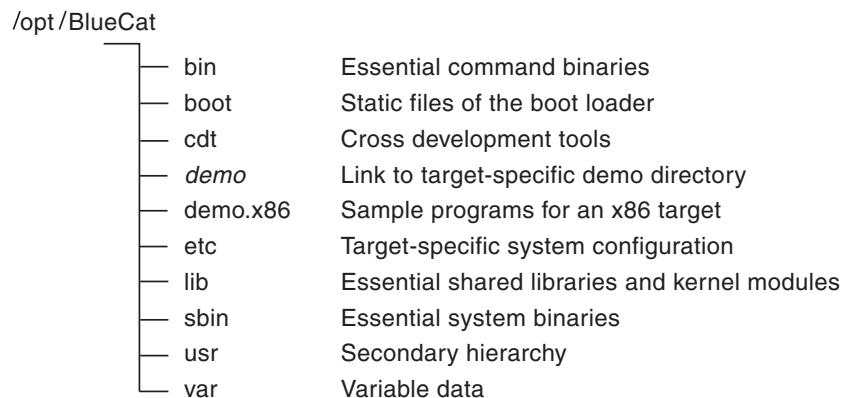 /opt/BlueCat
bin Essential command binaries
boot Static files of the boot loader
cdt Cross development tools
demo Link to target-specific demo directory
demo.x86 Sample programs for an x86 target
etc Target-specific system configuration
lib Essential shared libraries and kernel modules
sbin Essential system binaries
usr Secondary hierarchy
var Variable data